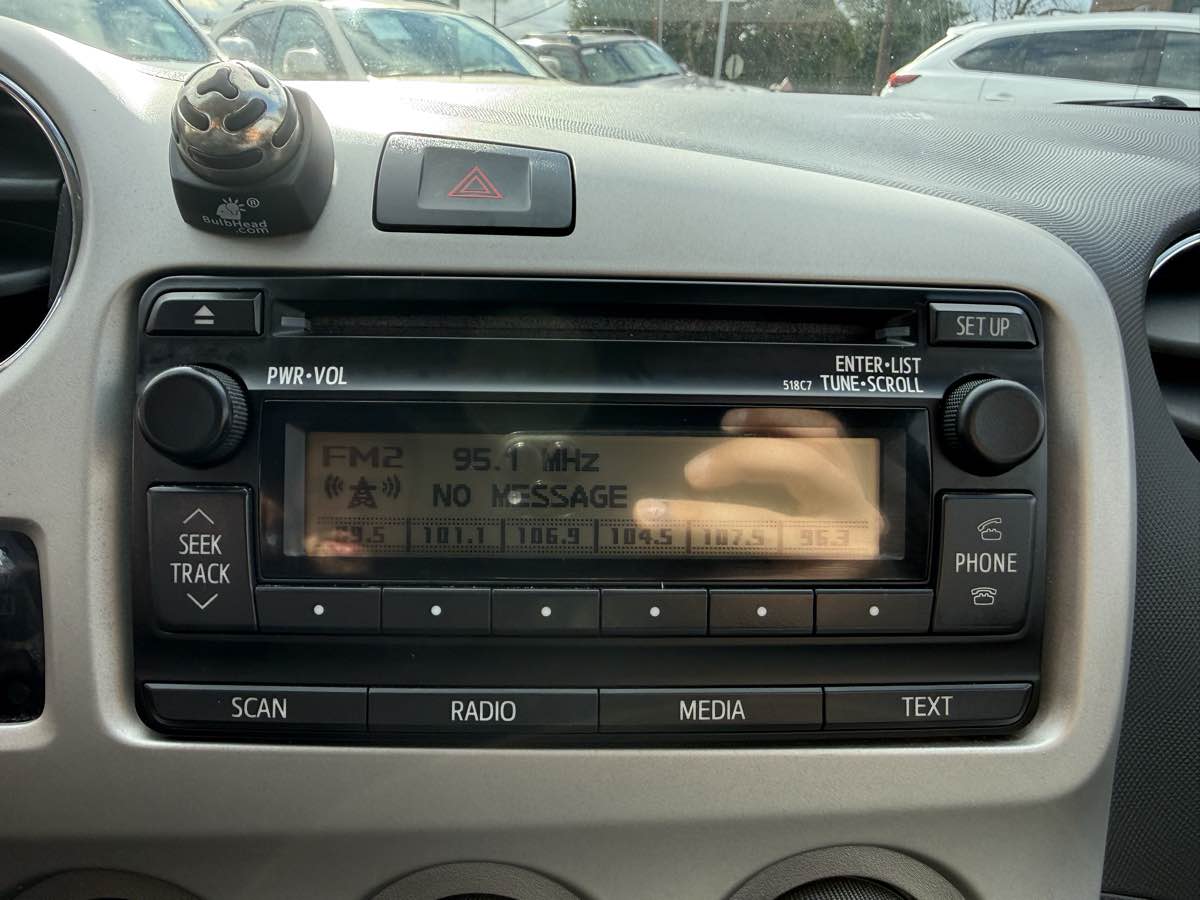 ®
BulbHead
.com
SET UP
PWR•VOL
ENTER•LIST
518C7 TUNE•SCROLL
FM2 95.1 MHz
NO MESSAGE
101.1 106.9 104.5 107.5 96.3
SEEK
TRACK
PHONE
SCAN RADIO MEDIA TEXT